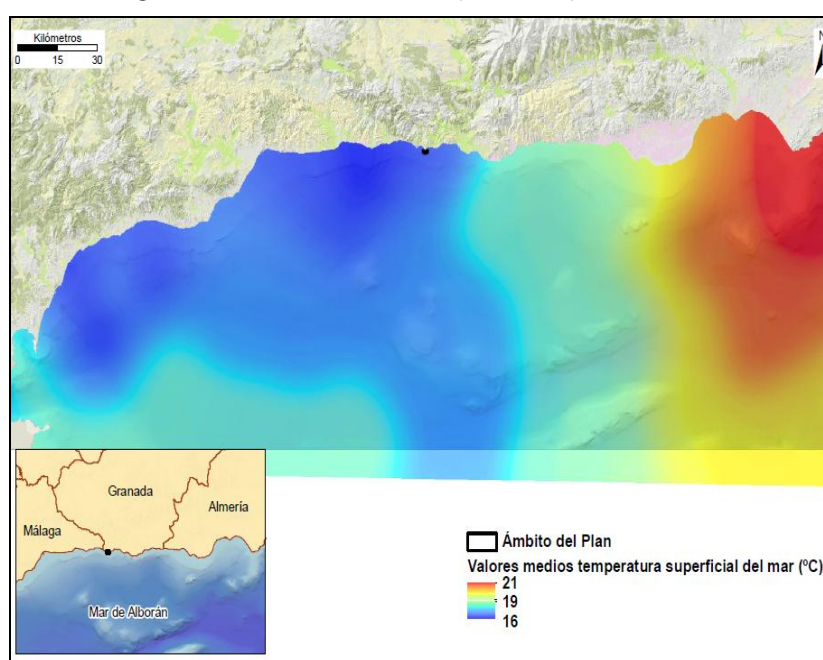 Kilómetros
0 15 30
N
Granada
Almería
Málaga
Mar de Alborán
Ámbito del Plan
Valores medios temperatura superficial del mar (ºC)
21
19
16